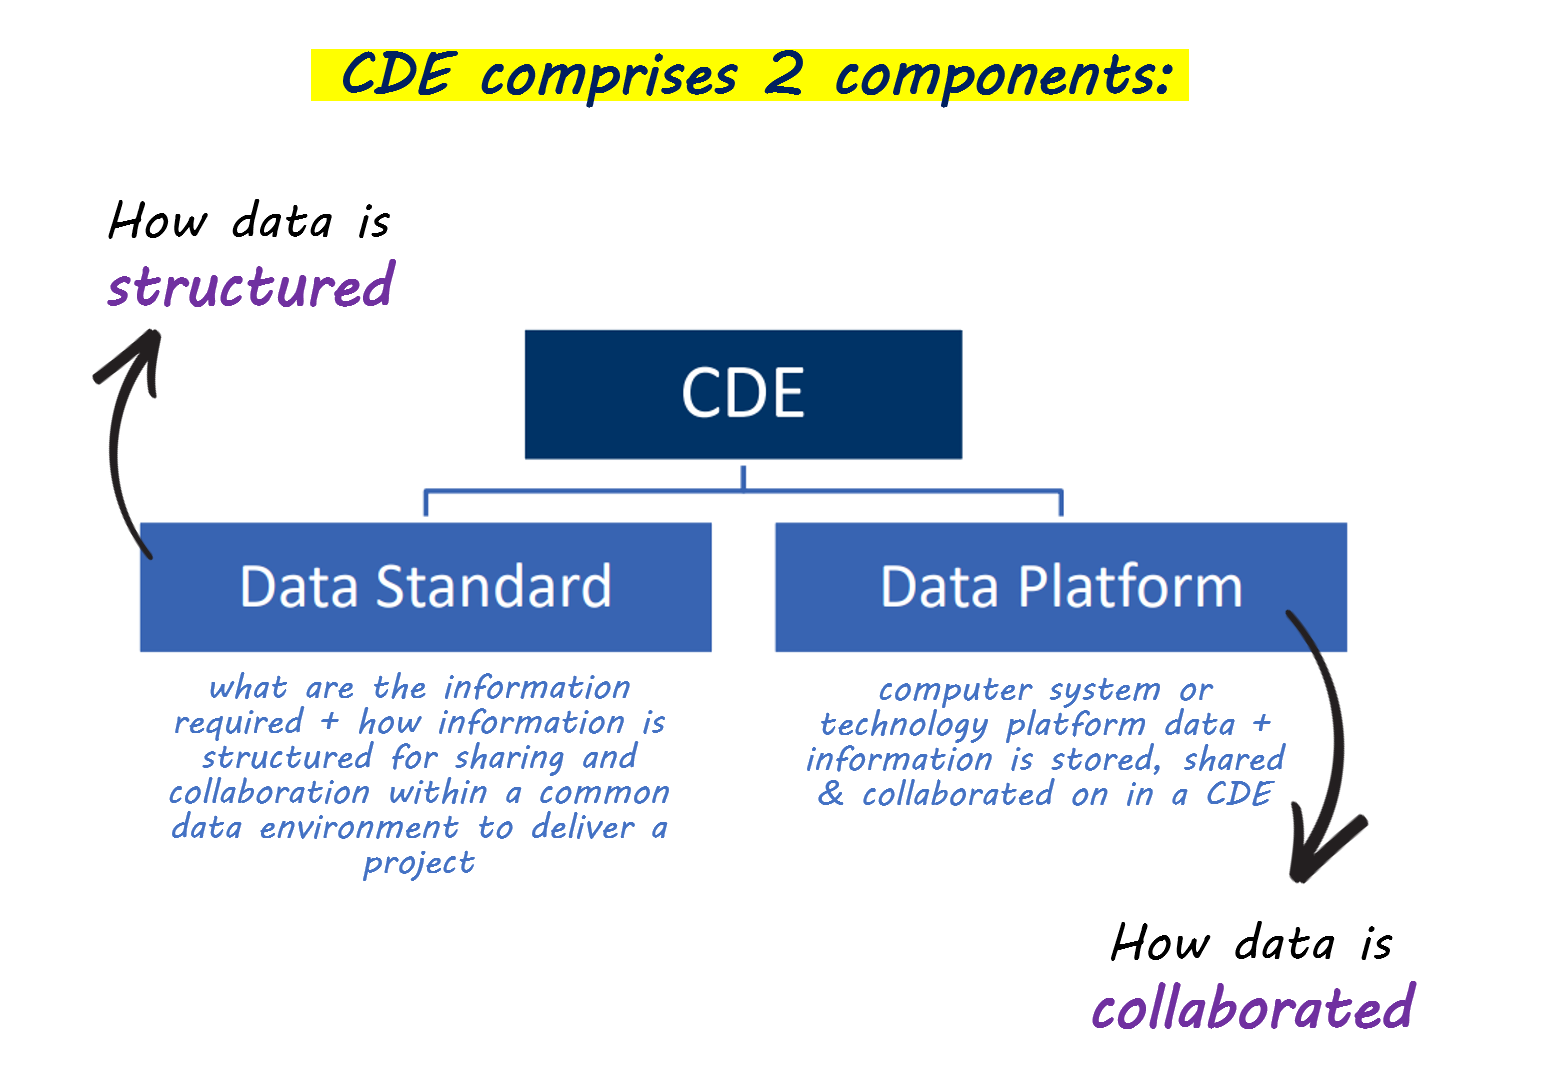 CDE comprises 2 components:
How data is
structured
CDE
Data Standard
Data Platform
what are the information
required + how information is
structured for sharing and
collaboration within a common
data environment to deliver a
project
computer system or
technology platform data +
information is stored, shared
& collaborated on in a CDE
How data is
collaborated